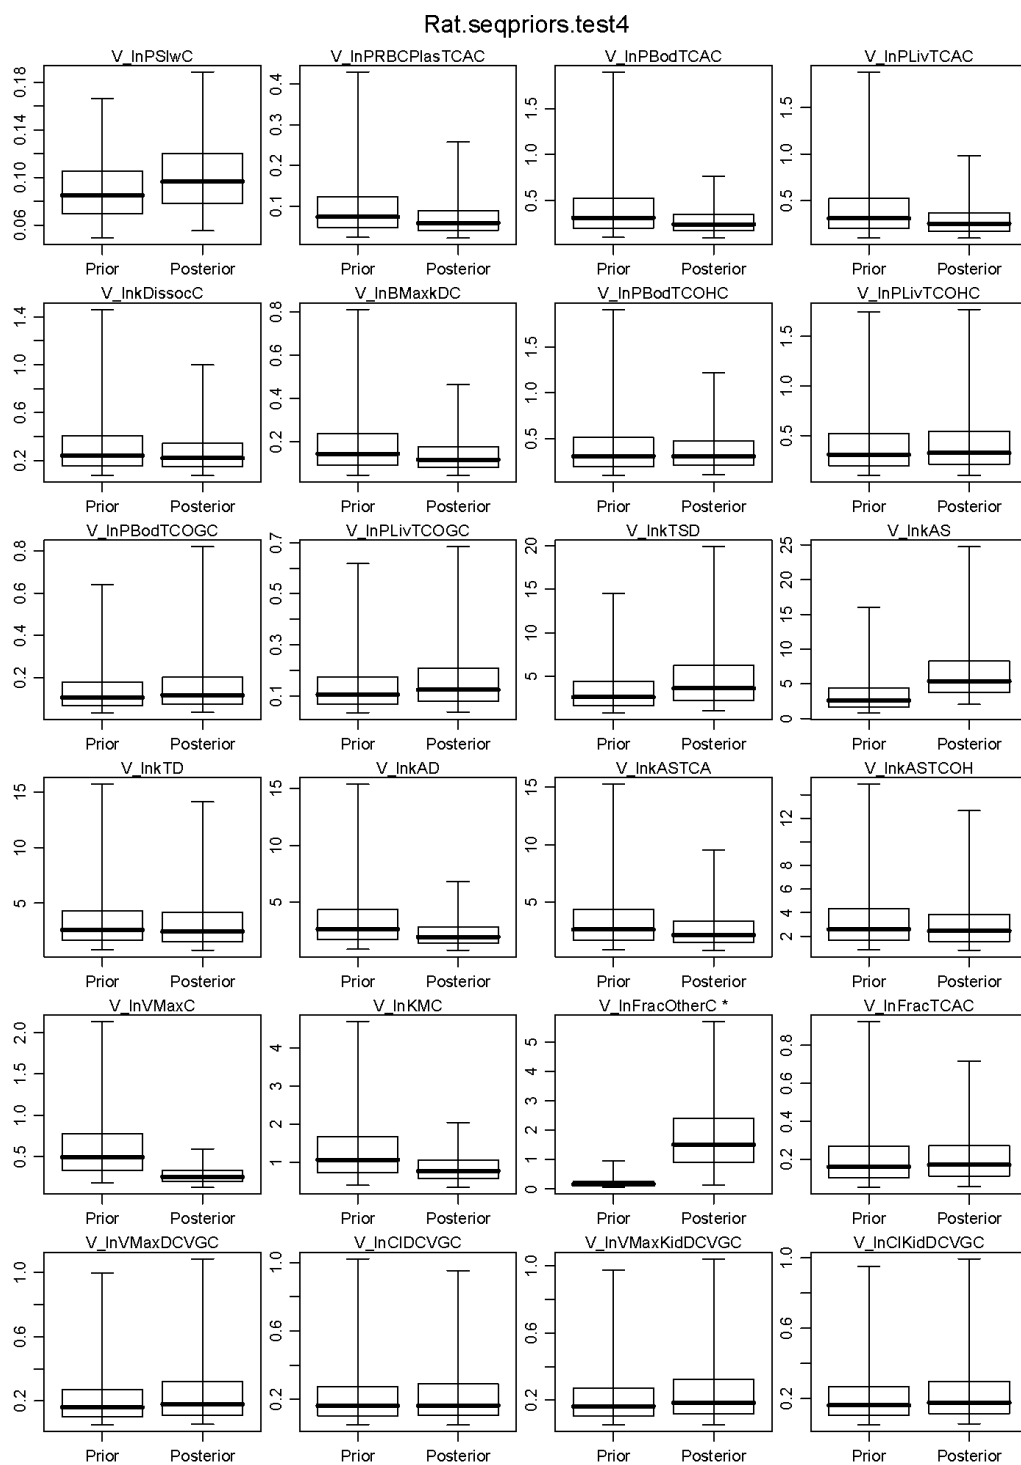 Rat.seqpriors.test4
V_lnPSlwC V_lnPRBCPlasTCAC V_lnPBodTCAC V_lnPLivTCAC
0.06 0.10 0.14 0.18 0.1 0.2 0.3 0.4 0.5 1.0 1.5 0.5 1.0 1.5
Prior Posterior Prior Posterior Prior Posterior Prior Posterior
V_lnkDissocC V_lnBMaxkDC V_lnPBodTCOHC V_lnPLivTCOHC
0.2 0.6 1.0 1.4 0.2 0.4 0.6 0.8 0.5 1.0 1.5 0.5 1.0 1.5
Prior Posterior Prior Posterior Prior Posterior Prior Posterior
V_lnPBodTCOGC V_lnPLivTCOGC V_lnkTSD V_lnkAS
0.2 0.4 0.6 0.8 0.1 0.3 0.5 0.7 5 10 15 20 0 5 10 15 20 25
Prior Posterior Prior Posterior Prior Posterior Prior Posterior
V_lnkTD V_lnkAD V_lnkASTCA V_lnkASTCOH
5 10 15 5 10 15 5 10 15 2 4 6 8 12
Prior Posterior Prior Posterior Prior Posterior Prior Posterior
V_lnVMaxC V_lnKMC V_lnFracOtherC * V_lnFracTCAC
0.5 1.0 1.5 2.0 1 2 3 4 0 1 2 3 4 5 0.2 0.4 0.6 0.8
Prior Posterior Prior Posterior Prior Posterior Prior Posterior
V_lnVMaxDCVGC V_lnClDCVGC V_lnVMaxKidDCVGC V_lnClKidDCVGC
0.2 0.6 1.0 0.2 0.6 1.0 0.2 0.6 1.0 0.2 0.6 1.0
Prior Posterior Prior Posterior Prior Posterior Prior Posterior